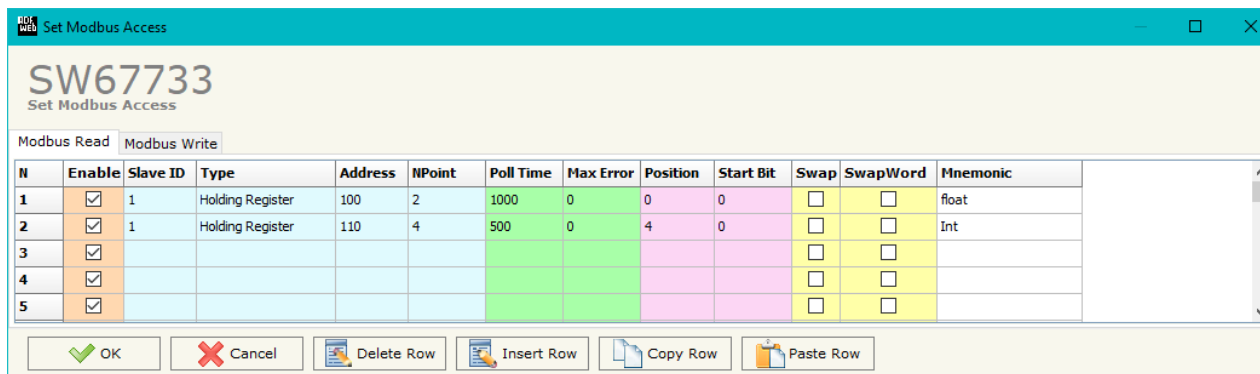 ADF WEB Set Modbus Access
SW67733
Set Modbus Access
Modbus Read Modbus Write
N Enable Slave ID Type Address NPoint Poll Time Max Error Position Start Bit Swap SwapWord Mnemonic
1 1 Holding Register 100 2 1000 0 0 0 float
2 1 Holding Register 110 4 500 0 4 0 Int
3
4
5
OK Cancel Delete Row Insert Row Copy Row Paste Row